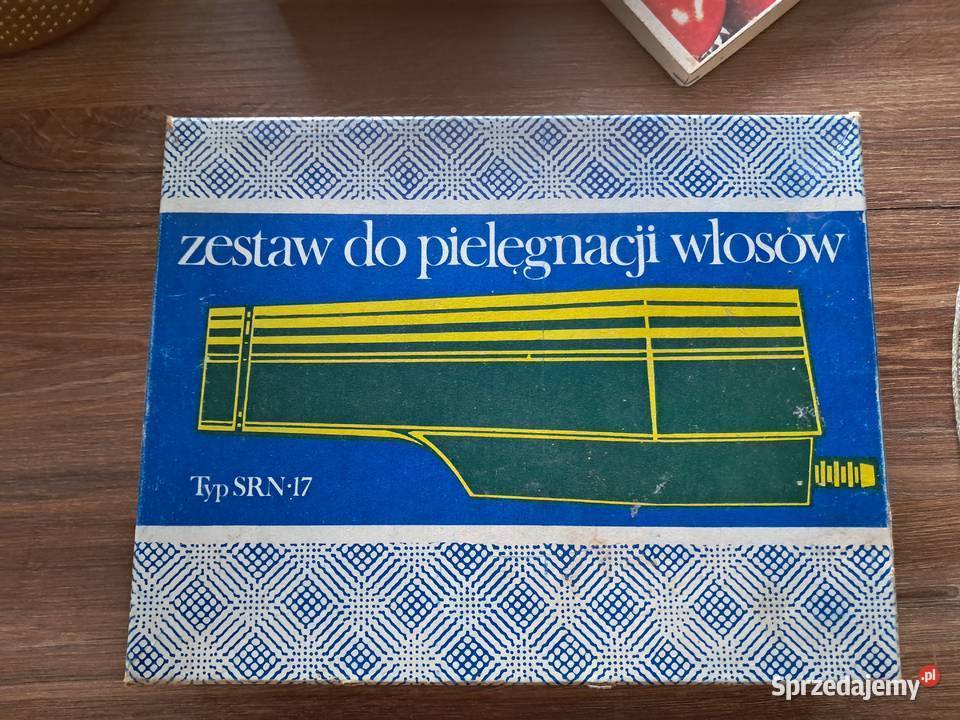 zestaw do pielęgnacji włosów
Typ SRN·17
Sprzedajemy.pl